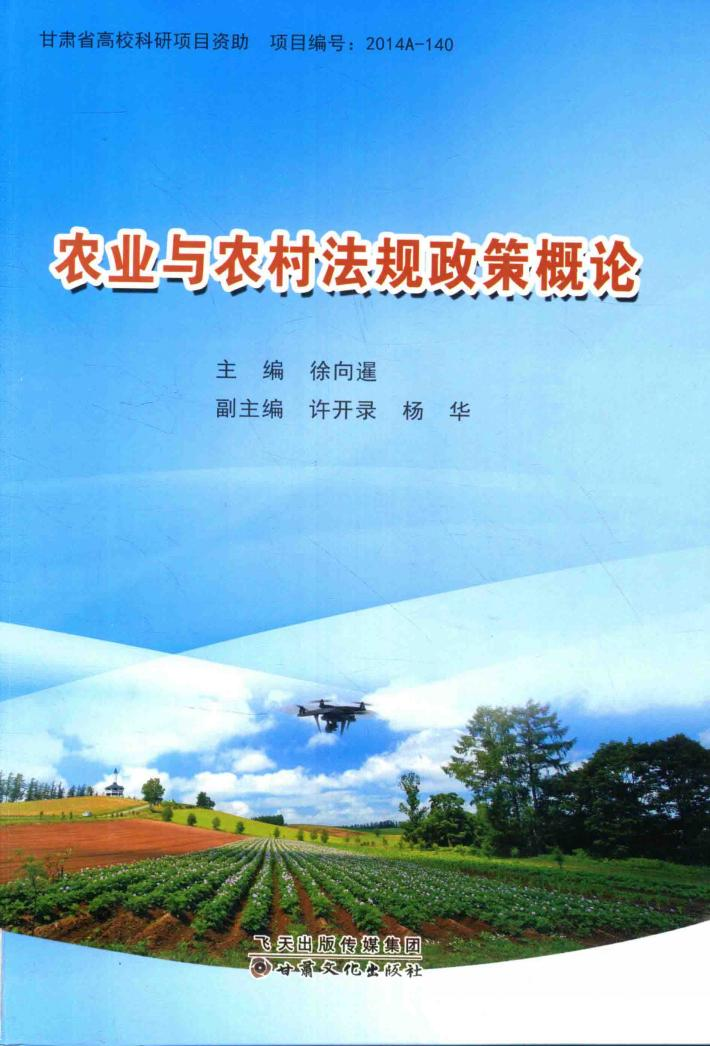 甘肃省高校科研项目资助 项目编号：2014A-140
农业与农村法规政策概论
主 编 徐向暹
副主编 许开录 杨 华
飞天出版传媒集团
甘肃文化出版社